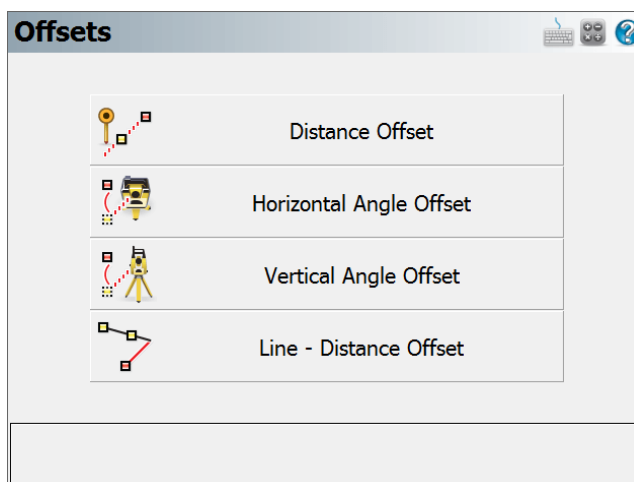 Offsets
Distance Offset
Horizontal Angle Offset
Vertical Angle Offset
Line - Distance Offset